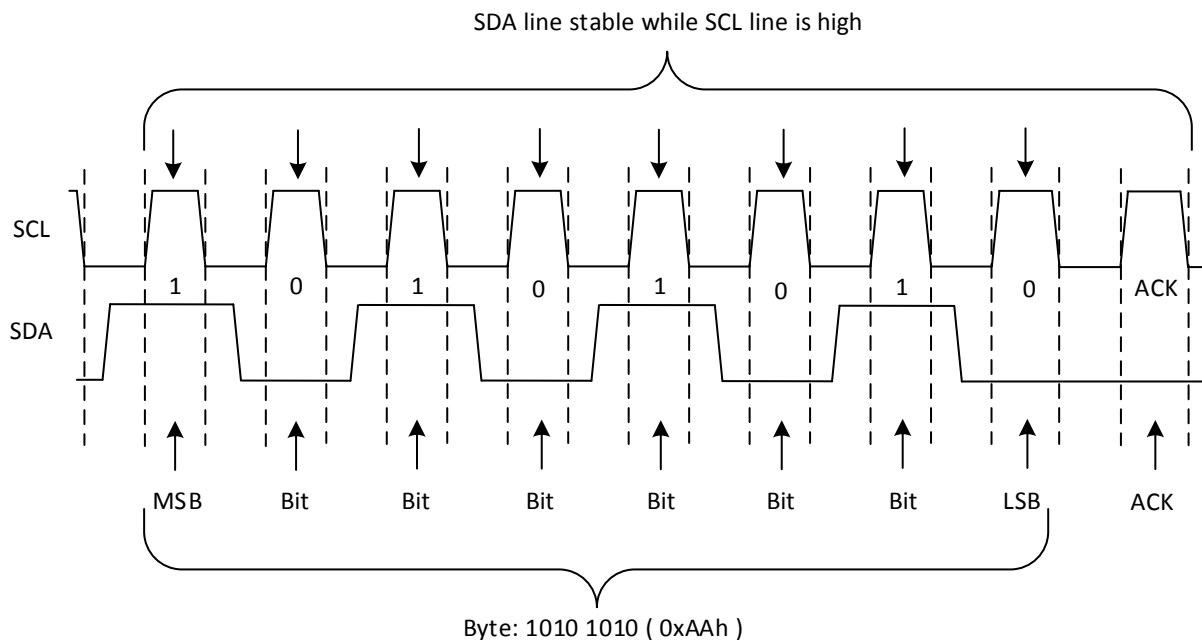 SDA line stable while SCL line is high
SCL
1 0 1 0 1 0 1 0 ACK
SDA
MSB Bit Bit Bit Bit Bit Bit LSB ACK
Byte: 1010 1010 ( 0xAAh )